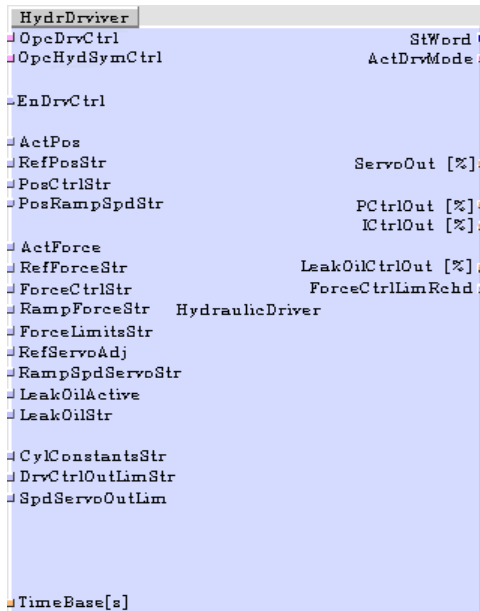 HydrDrviver
OpcDrvCtrl StWord
OpcHydSymCtrl ActDrvMode
EnDrvCtrl
ActPos
RefPosStr ServoOut [%]
PosCtrlStr
PosRampSpdStr PCtrlOut [%]
ICtrlOut [%]
ActForce
RefForceStr LeakOilCtrlOut [%]
ForceCtrlStr ForceCtrlLimRchd
RampForceStr HydraulicDriver
ForceLimitsStr
RefServoAdj
RampSpdServoStr
LeakOilActive
LeakOilStr
CylConstantsStr
DrvCtrlOutLimStr
SpdServoOutLim
TimeBase[s]